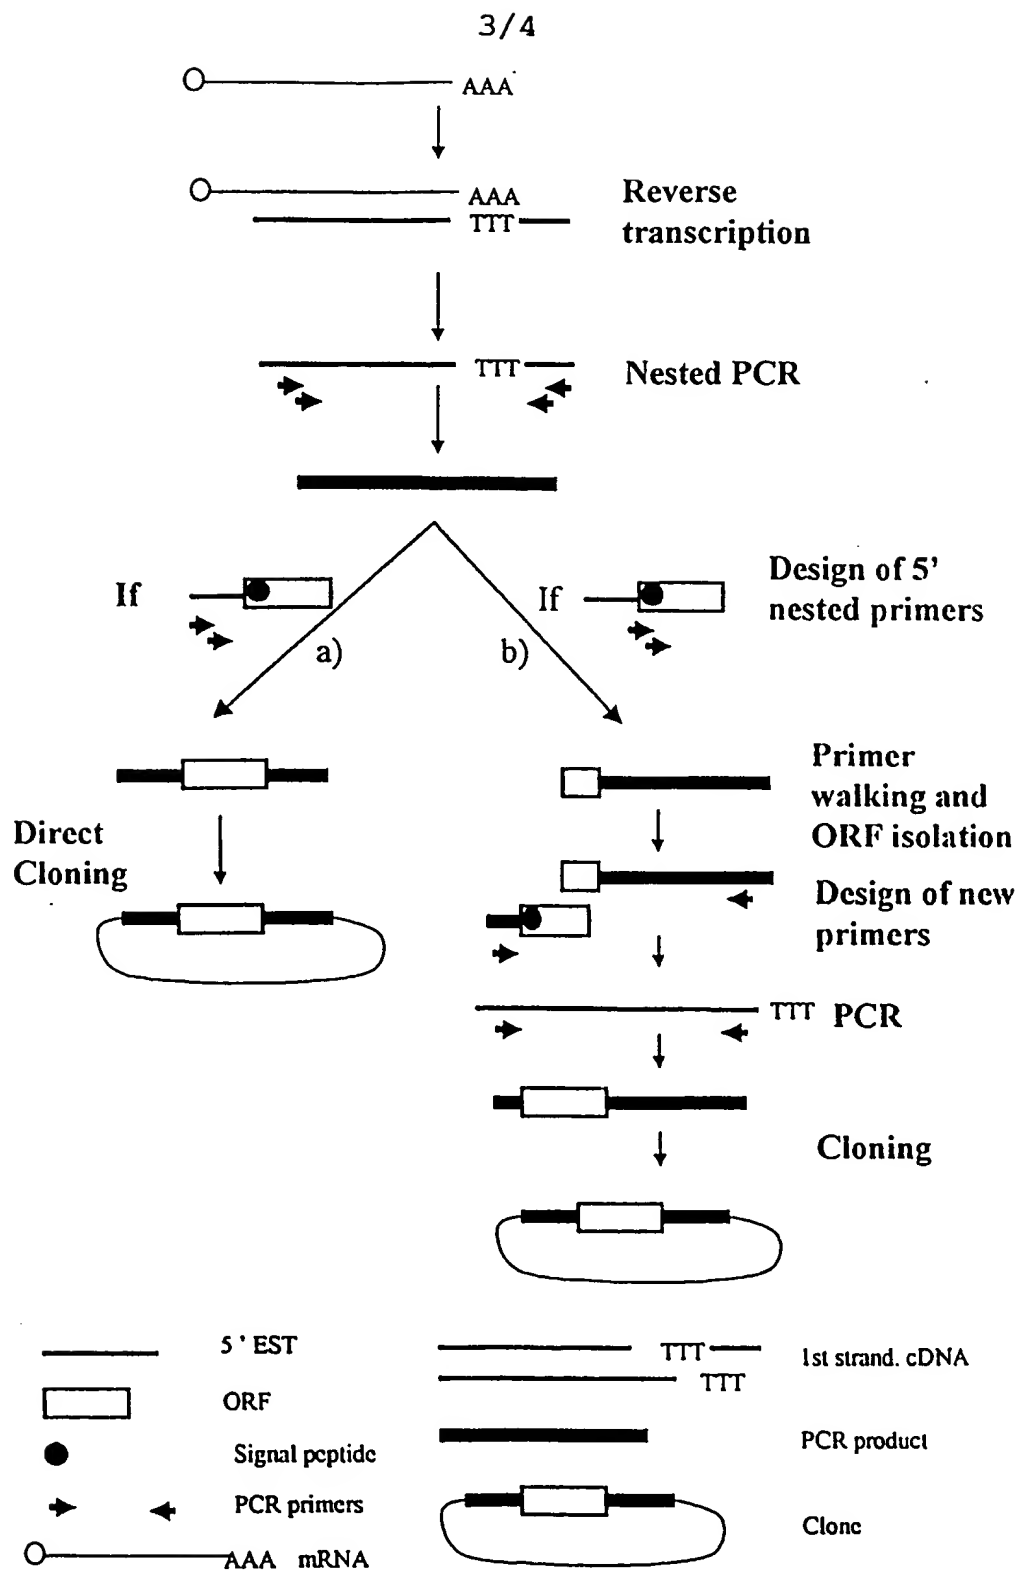 3/4
AAA
AAA
TTT
Reverse
transcription
TTT
Nested PCR
If
If
Design of 5'
nested primers
a)
b)
Primer
walking and
ORF isolation
Direct
Cloning
Design of new
primers
TTT
PCR
Cloning
5' EST
ORF
Signal peptide
PCR primers
AAA mRNA
TTT
TTT
1st strand. cDNA
PCR product
Clone